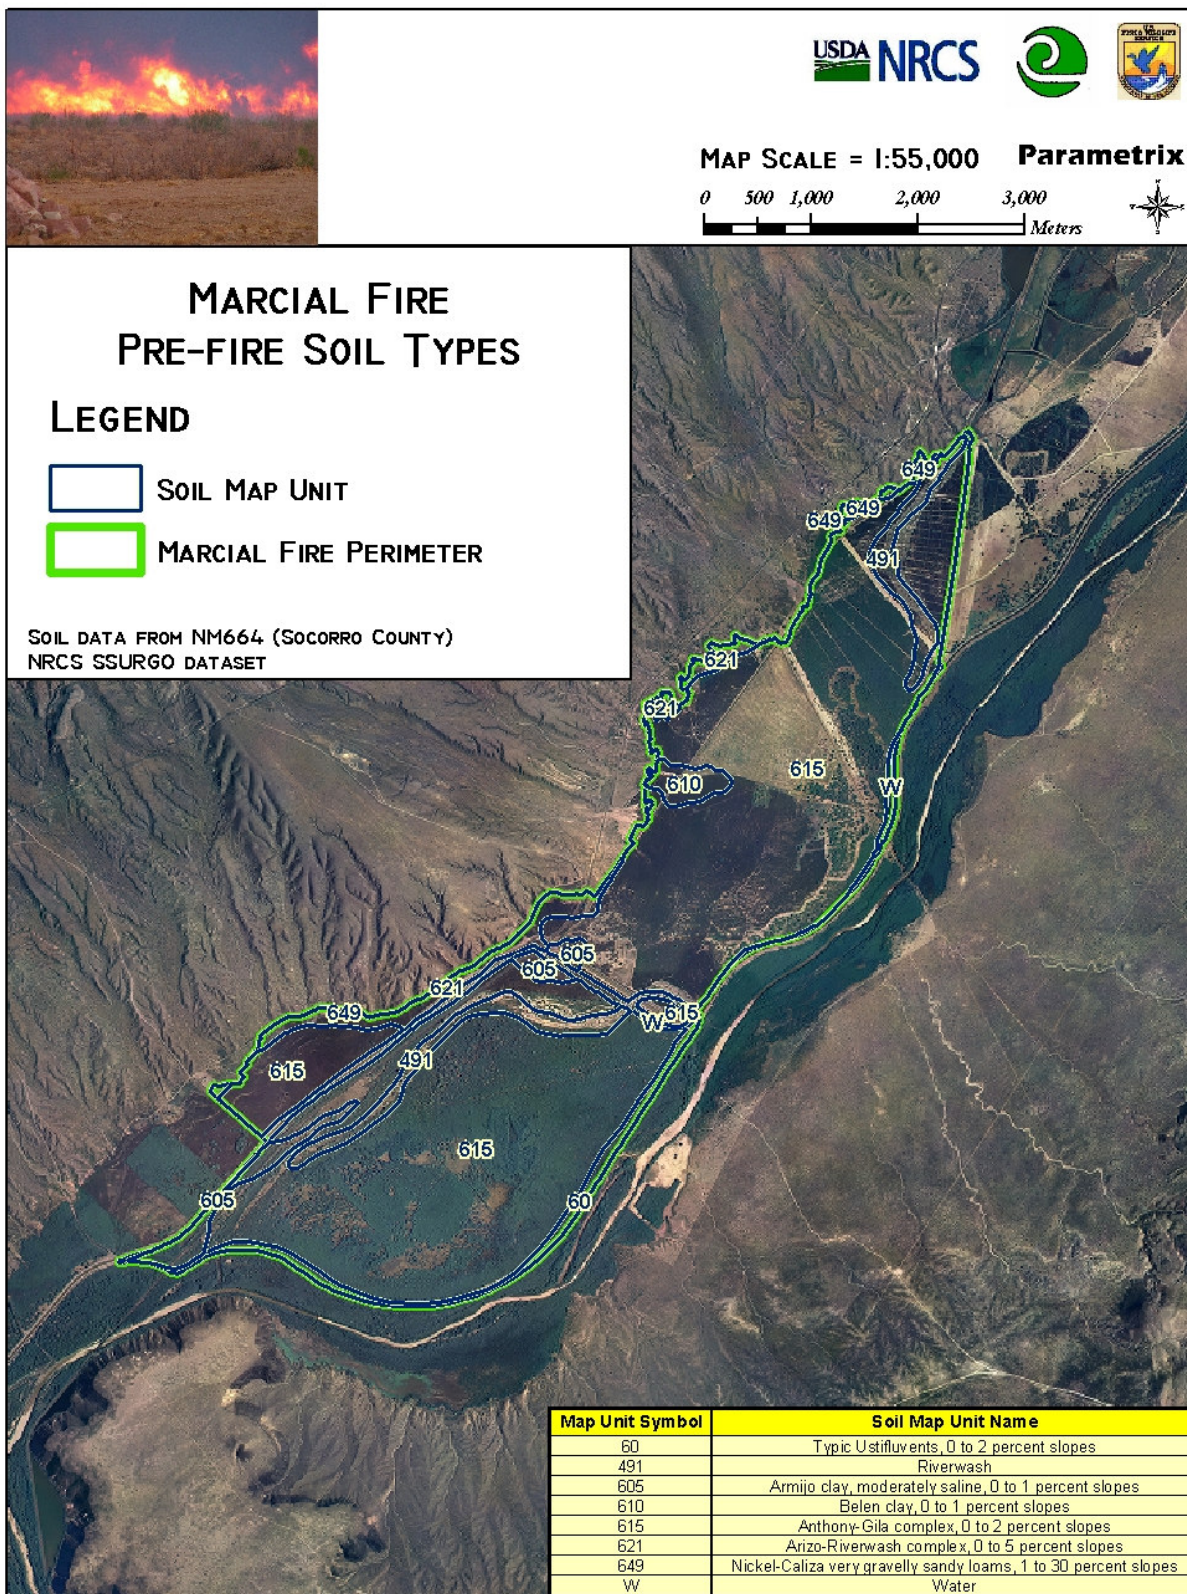 USDA NRCS
U.S.
FISH & WILDLIFE
SERVICE
MAP SCALE = 1:55,000
Parametrix
0 500 1,000 2,000 3,000
Meters
MARCIAL FIRE
PRE-FIRE SOIL TYPES
LEGEND
SOIL MAP UNIT
MARCIAL FIRE PERIMETER
SOIL DATA FROM NM664 (SOCORRO COUNTY)
NRCS SSURGO DATASET
649
649
649
491
621
621
615
610
W
605
605
621
649
615
W
491
615
615
605
60
Map Unit Symbol Soil Map Unit Name
60 Typic Ustifluvents, 0 to 2 percent slopes
491 Riverwash
605 Armijo clay, moderately saline, 0 to 1 percent slopes
610 Belen clay, 0 to 1 percent slopes
615 Anthony-Gila complex, 0 to 2 percent slopes
621 Arizo-Riverwash complex, 0 to 5 percent slopes
649 Nickel-Caliza very gravelly sandy loams, 1 to 30 percent slopes
W Water